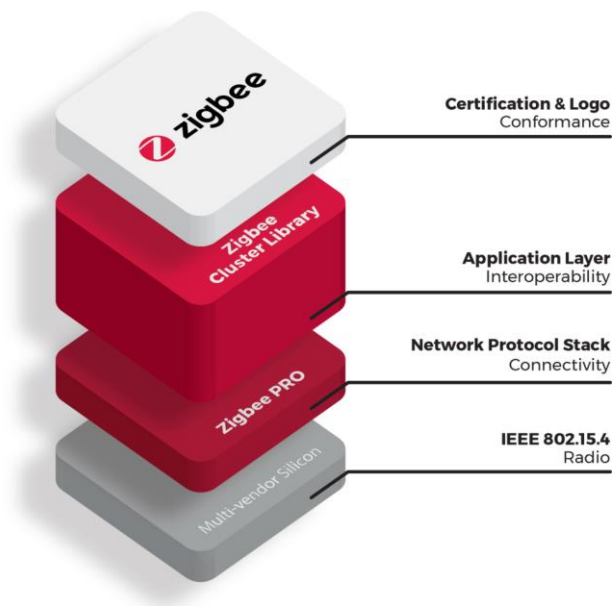 zigbee
Certification & Logo
Conformance
Zigbee
Cluster Library
Application Layer
Interoperability
Network Protocol Stack
Connectivity
Zigbee PRO
IEEE 802.15.4
Radio
Multi-vendor Silicon